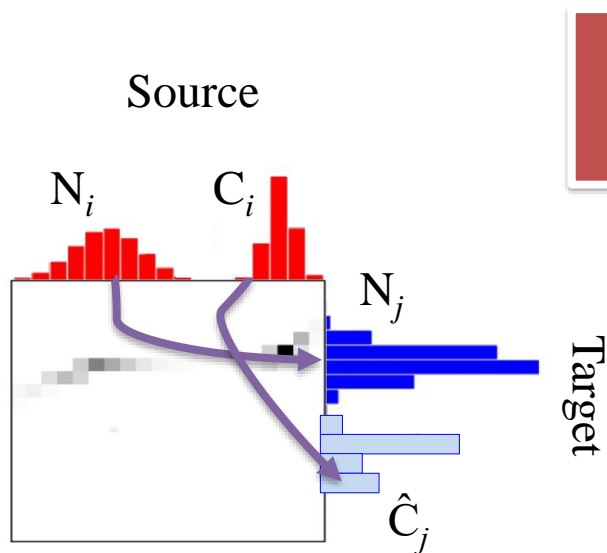 Source
N_i C_i
N_j
Target
Ĉ_j